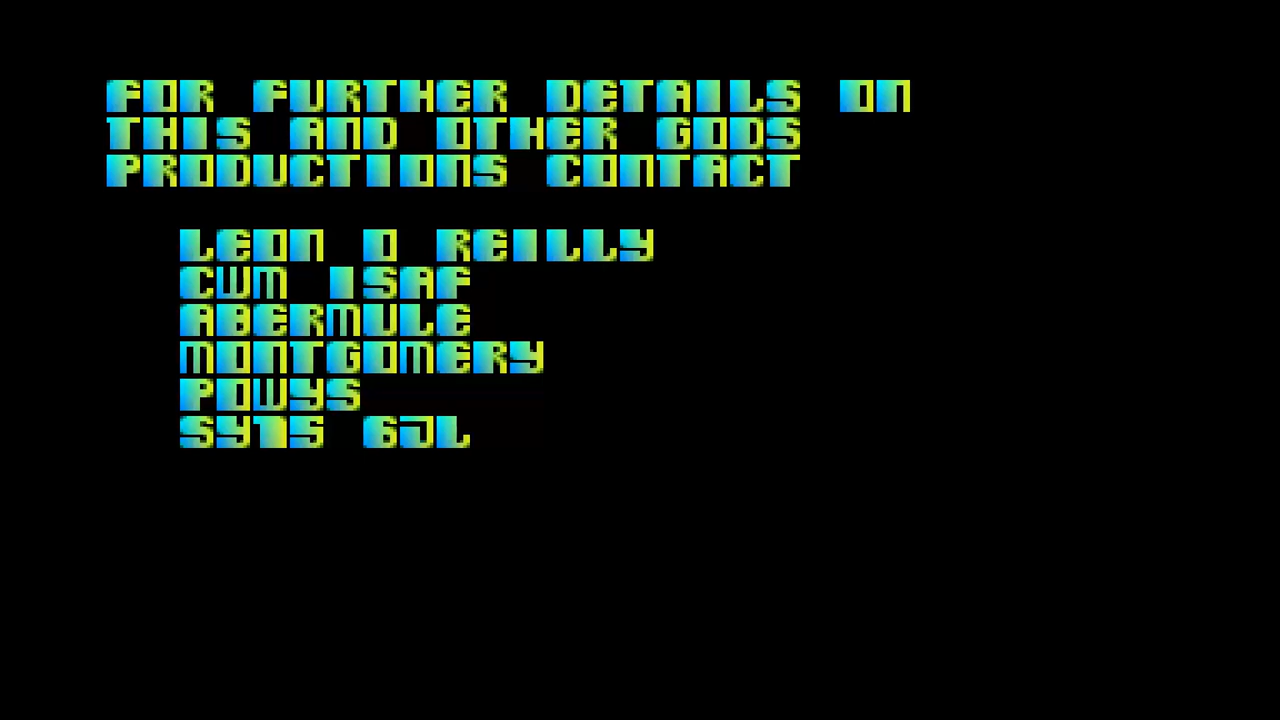 FOR FURTHER DETAILS ON
THIS AND OTHER GODS
PRODUCTIONS CONTACT
LEON O REILLY
CWM ISAF
ABERMULE
MONTGOMERY
POWYS
SY15 6JL